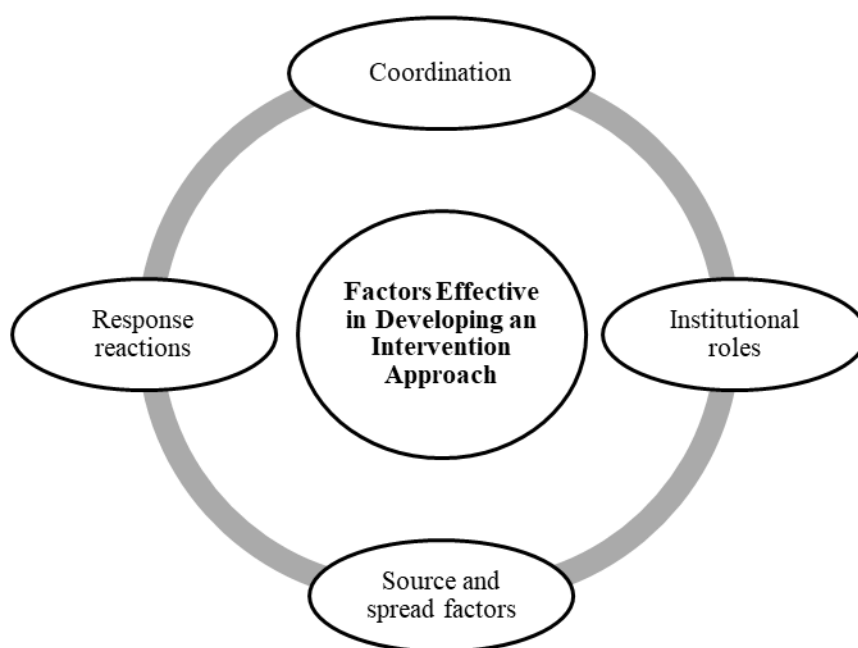 Coordination
Factors Effective
in Developing an
Intervention
Approach
Response
reactions
Institutional
roles
Source and
spread factors